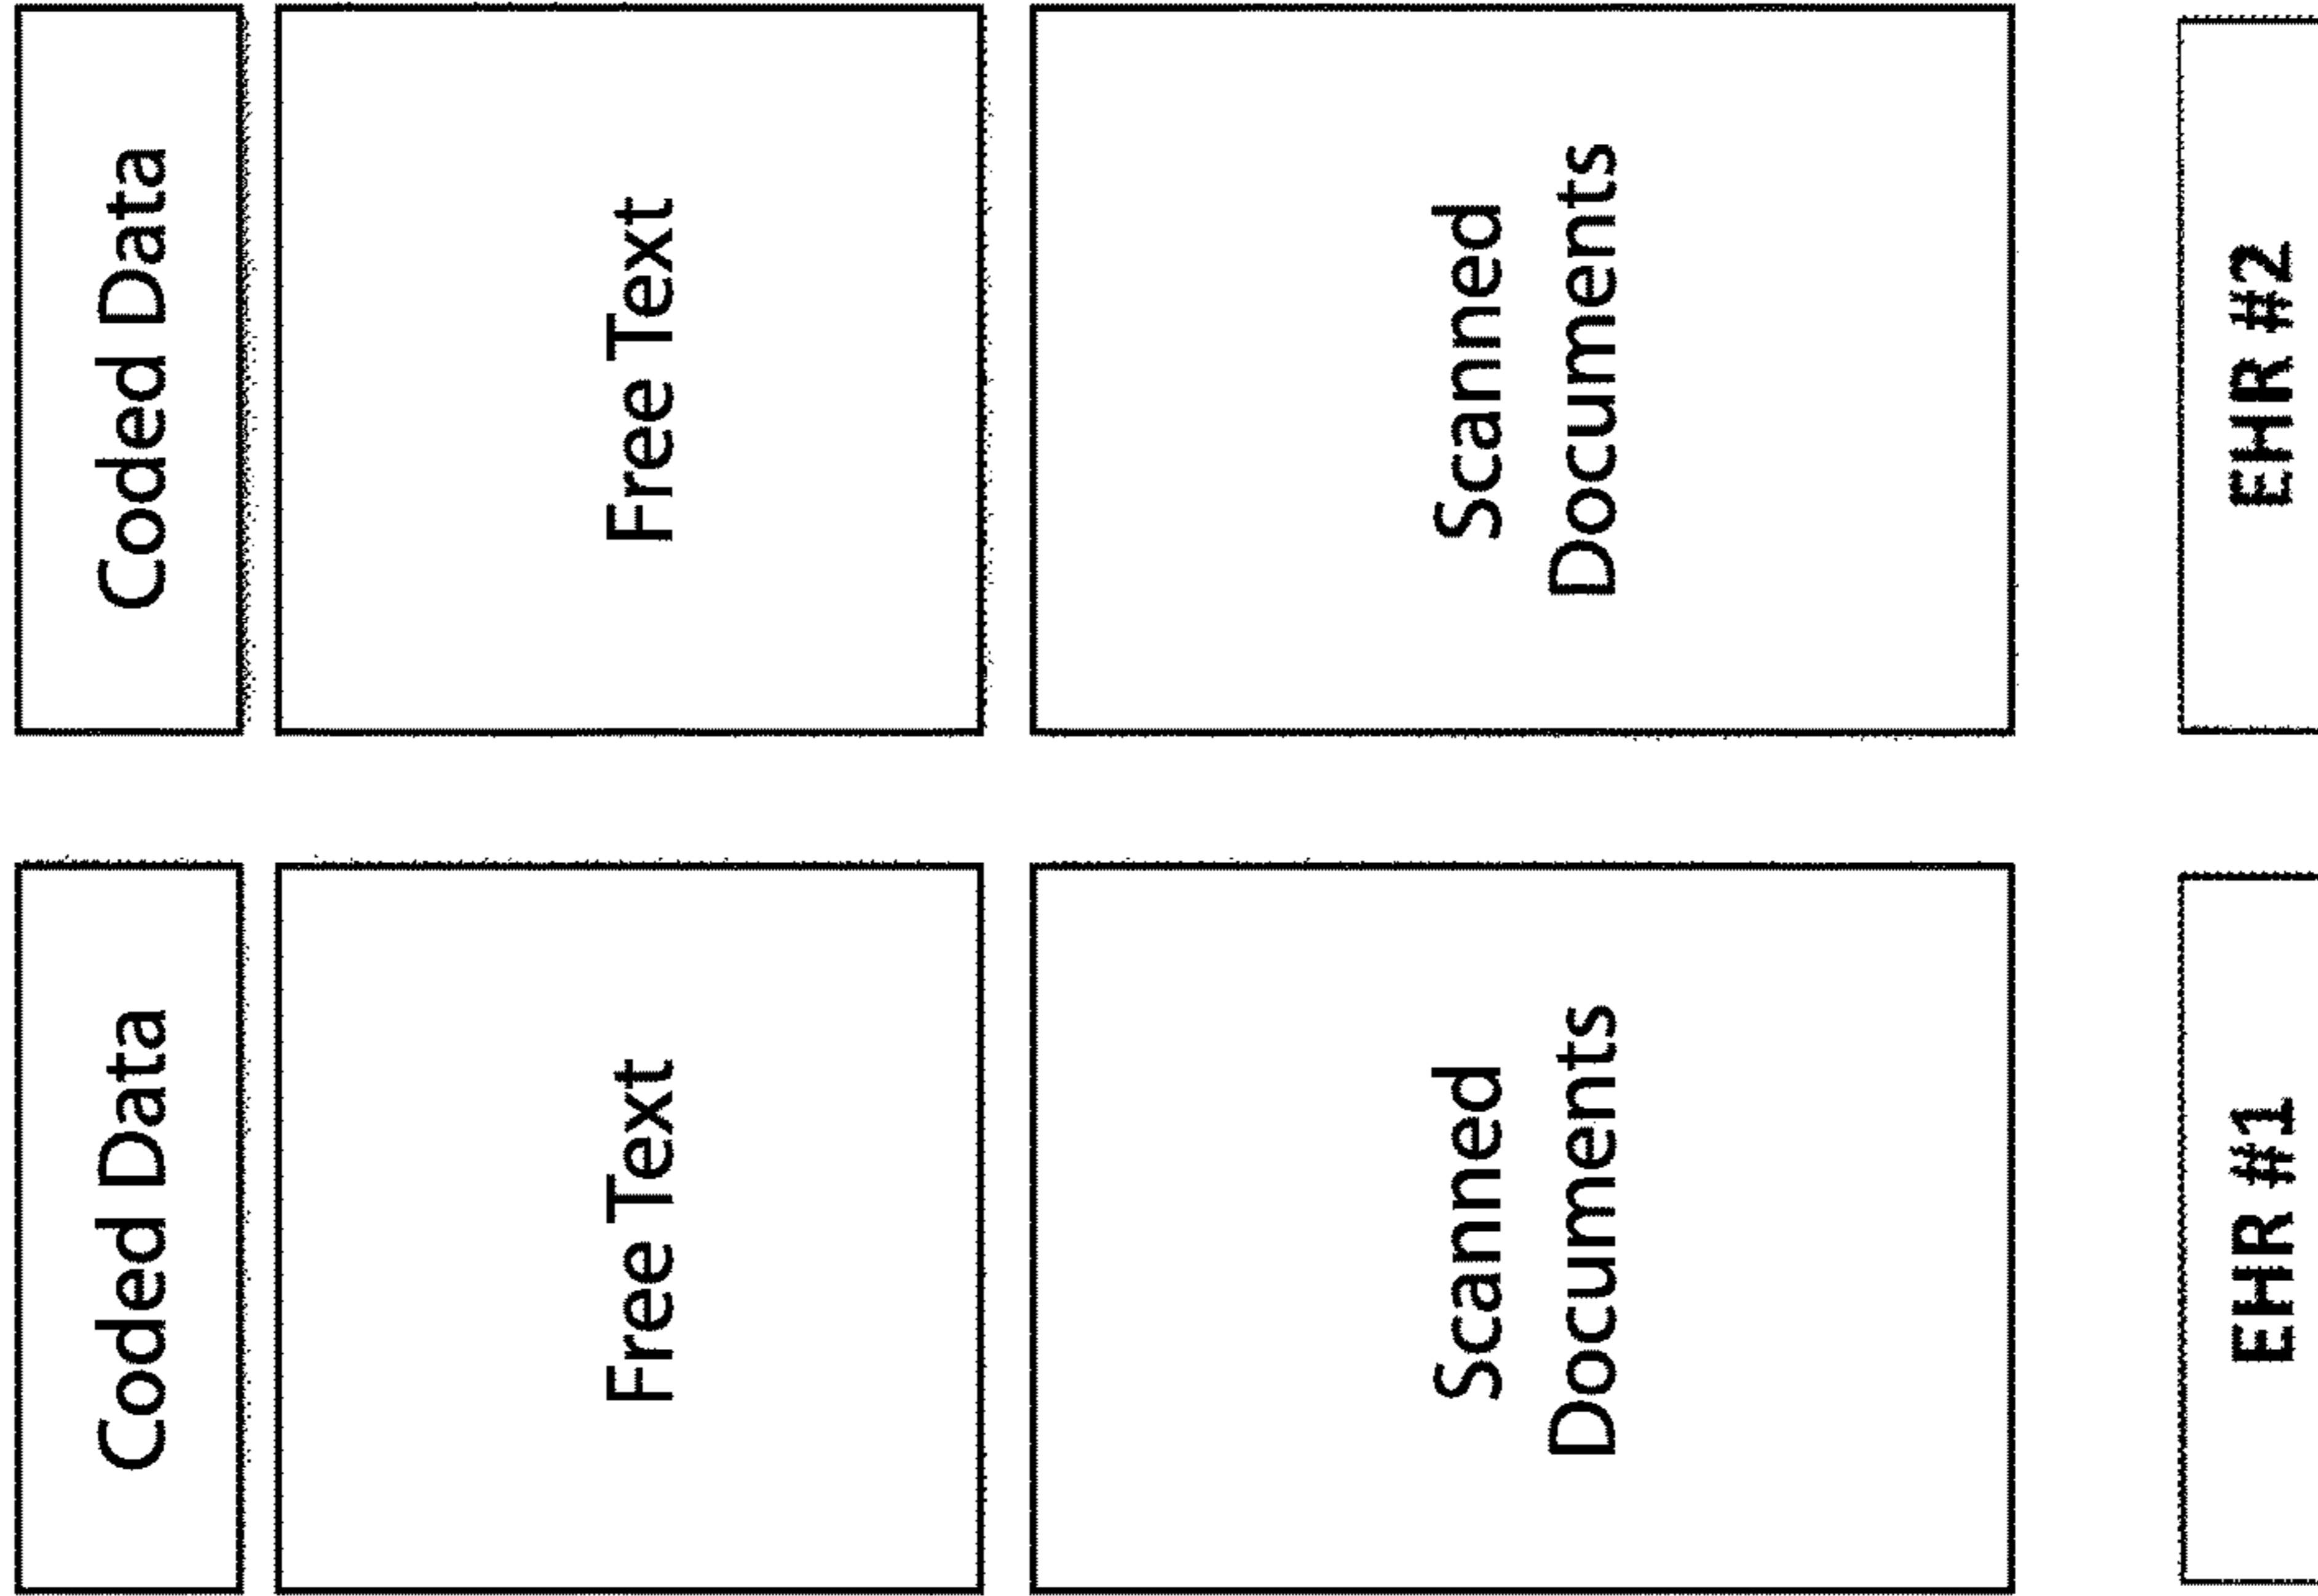 Coded Data
Free Text
Scanned
Documents
EHR #1
Coded Data
Free Text
Scanned
Documents
EHR #2